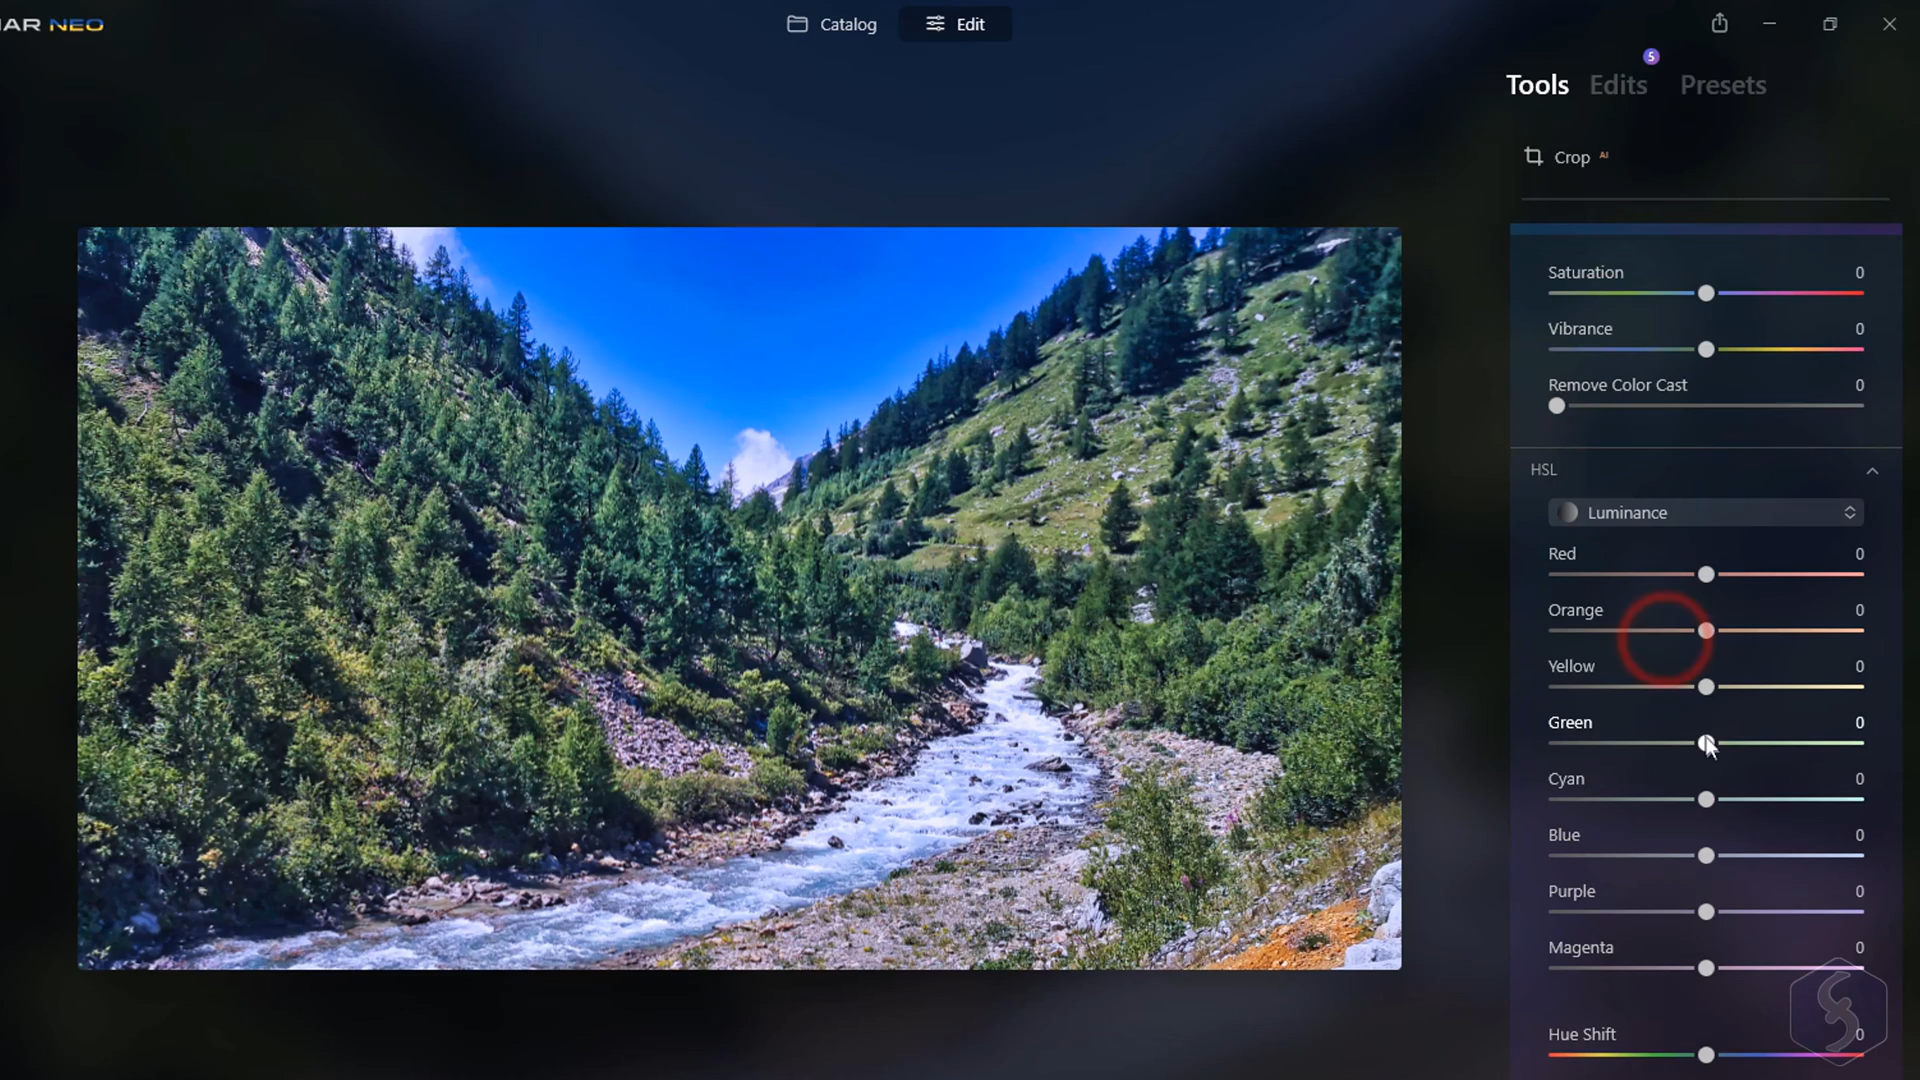 AR NEO
Catalog
Edit
5
Tools
Edits
Presets
Crop AI
Saturation 0
Vibrance 0
Remove Color Cast 0
HSL
Luminance
Red 0
Orange 0
Yellow 0
Green 0
Cyan 0
Blue 0
Purple 0
Magenta 0
Hue Shift 0